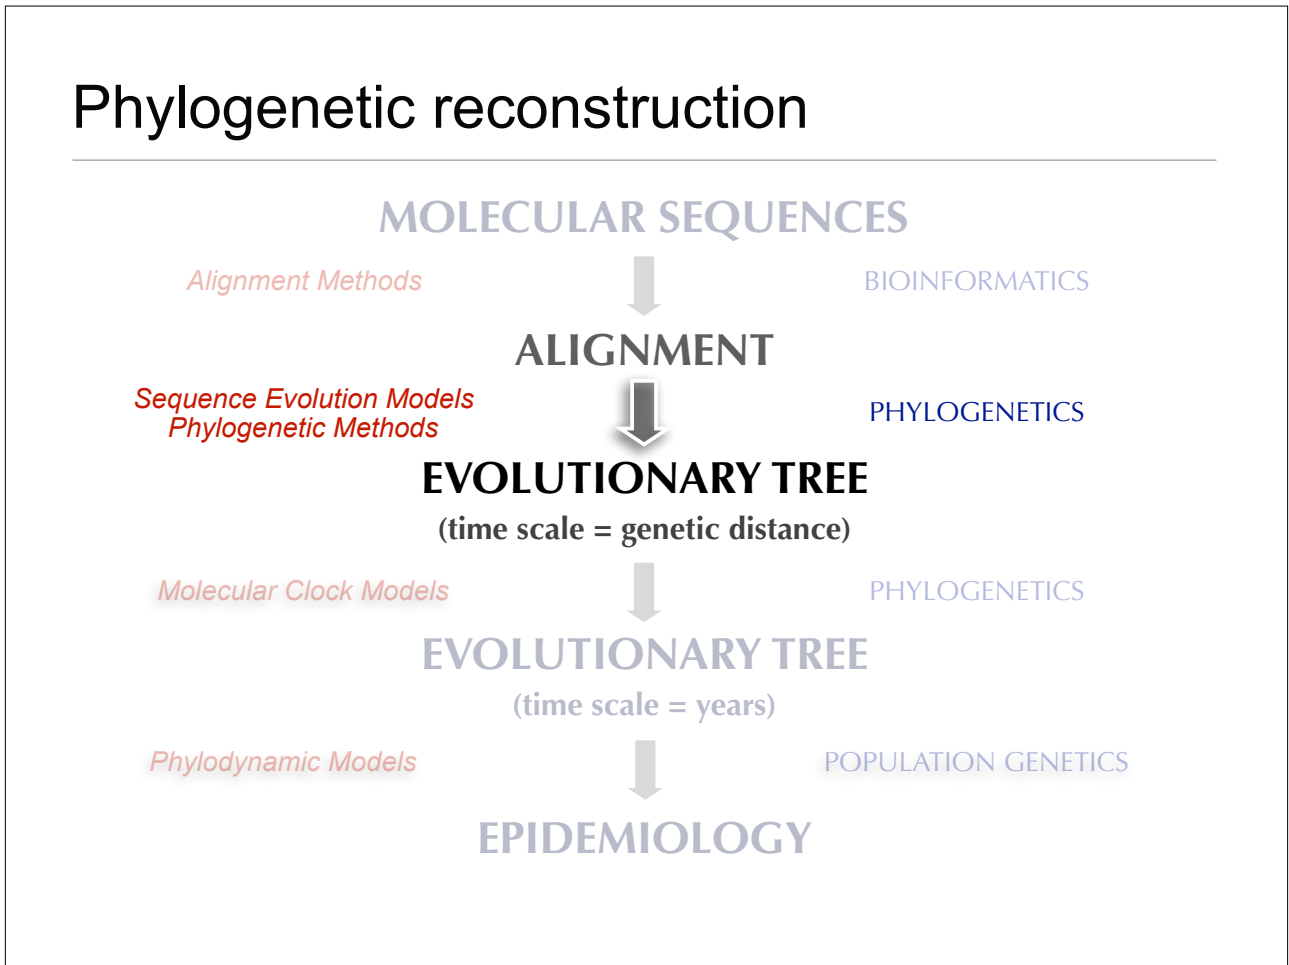 Phylogenetic reconstruction
MOLECULAR SEQUENCES
Alignment Methods
BIOINFORMATICS
ALIGNMENT
Sequence Evolution Models
Phylogenetic Methods
PHYLOGENETICS
EVOLUTIONARY TREE
(time scale = genetic distance)
Molecular Clock Models
PHYLOGENETICS
EVOLUTIONARY TREE
(time scale = years)
Phylodynamic Models
POPULATION GENETICS
EPIDEMIOLOGY